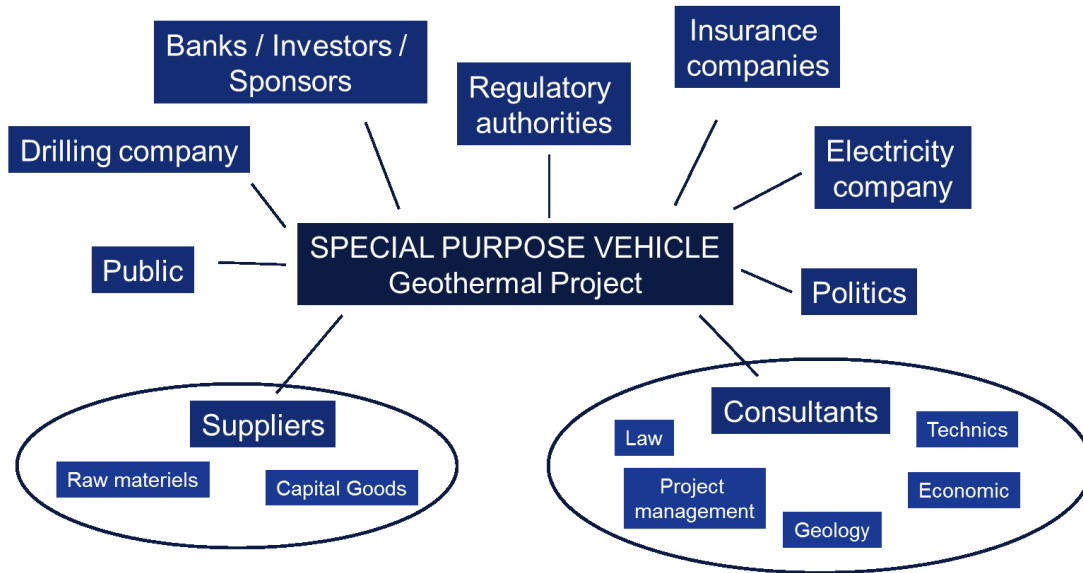 Banks / Investors /
Sponsors
Regulatory
authorities
Insurance
companies
Drilling company
Electricity
company
Public
SPECIAL PURPOSE VEHICLE
Geothermal Project
Politics
Suppliers
Raw materiels
Capital Goods
Consultants
Law
Technics
Project
management
Economic
Geology